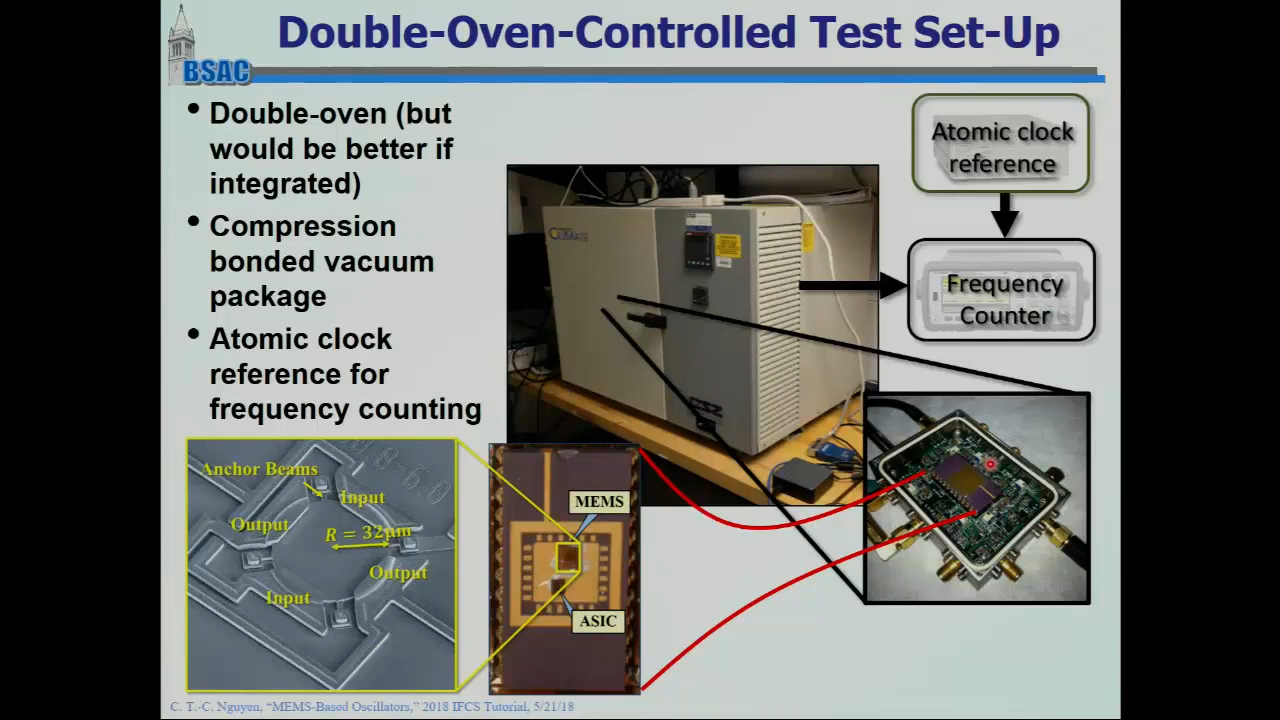 Double-Oven-Controlled Test Set-Up
BSAC
• Double-oven (but
would be better if
integrated)
• Compression
bonded vacuum
package
• Atomic clock
reference for
frequency counting
Atomic clock
reference
Frequency
Counter
CLIMATE
CSZ
Anchor Beams
Input
Output
R = 32μm
Output
Input
MEMS
ASIC
C. T.-C. Nguyen, “MEMS-Based Oscillators,” 2018 IFCS Tutorial, 5/21/18